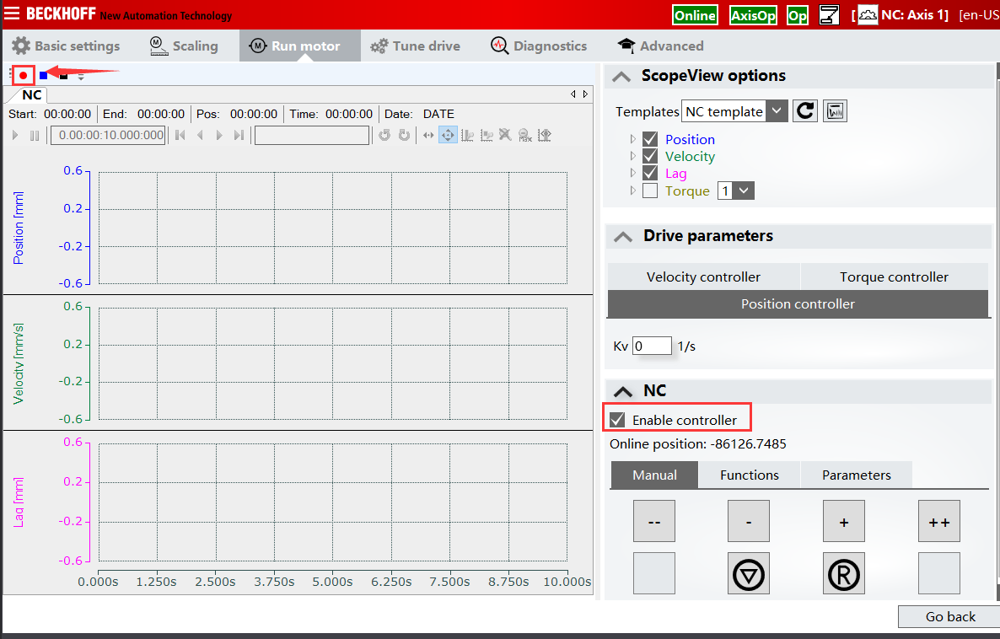 BECKHOFF New Automation Technology Online AxisOp Op [ NC: Axis 1] [en-US
Basic settings Scaling Run motor Tune drive Diagnostics Advanced
NC
Start: 00:00:00 End: 00:00:00 Pos: 00:00:00 Time: 00:00:00 Date: DATE
0.00:00:10.000:000
0.6
0.2
-0.2
-0.6
Position [mm]
0.6
0.2
-0.2
-0.6
Velocity [mm/s]
0.6
0.2
-0.2
-0.6
Lag [mm]
0.000s 1.250s 2.500s 3.750s 5.000s 6.250s 7.500s 8.750s 10.000s
ScopeView options
Templates NC template
Position
Velocity
Lag
Torque 1
Drive parameters
Velocity controller Torque controller
Position controller
Kv 0 1/s
NC
Enable controller
Online position: -86126.7485
Manual Functions Parameters
-- - + ++
R
Go back